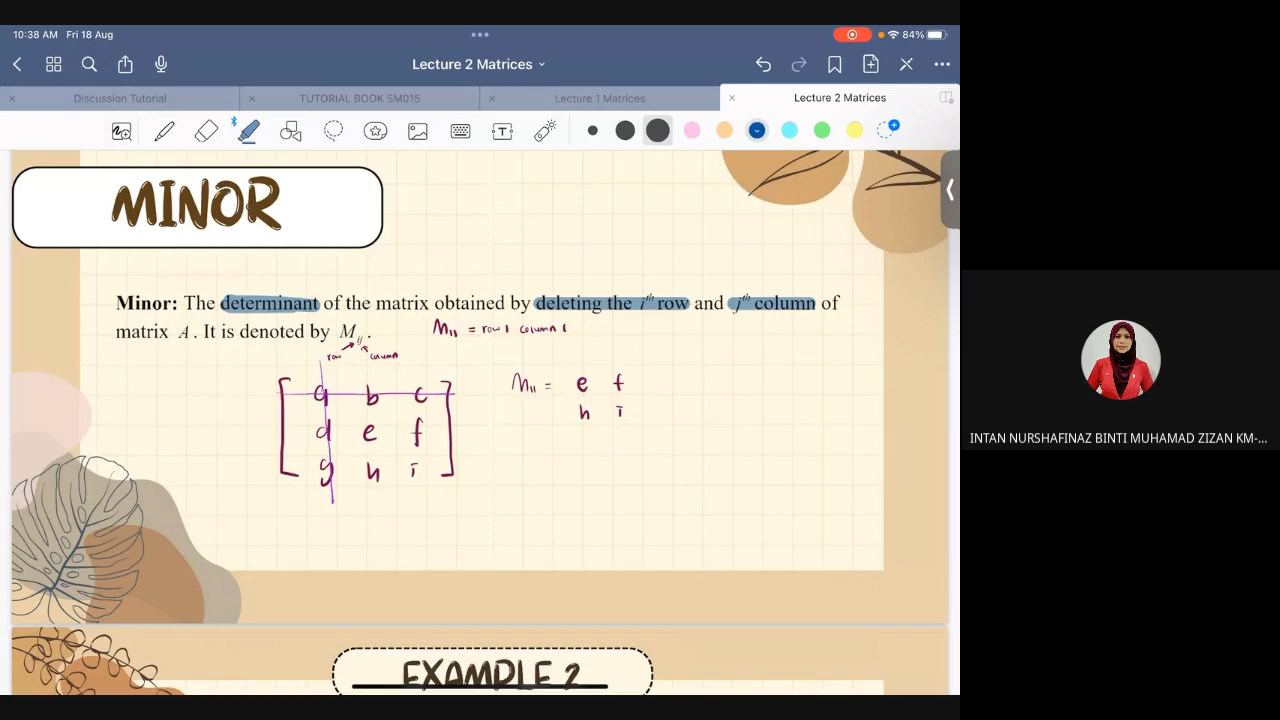 10:38 AM Fri 18 Aug
84%
Lecture 2 Matrices
Discussion Tutorial
TUTORIAL BOOK SM015
Lecture 1 Matrices
Lecture 2 Matrices
MINOR
Minor: The determinant of the matrix obtained by deleting the iᵗʰ row and jᵗʰ column of
matrix A. It is denoted by Mᵢⱼ.
M₁₁ = row 1 column 1
row column
a b c
d e f
g h i
M₁₁ = e f
h i
INTAN NURSHAFINAZ BINTI MUHAMAD ZIZAN KM-...
EXAMPLE 2